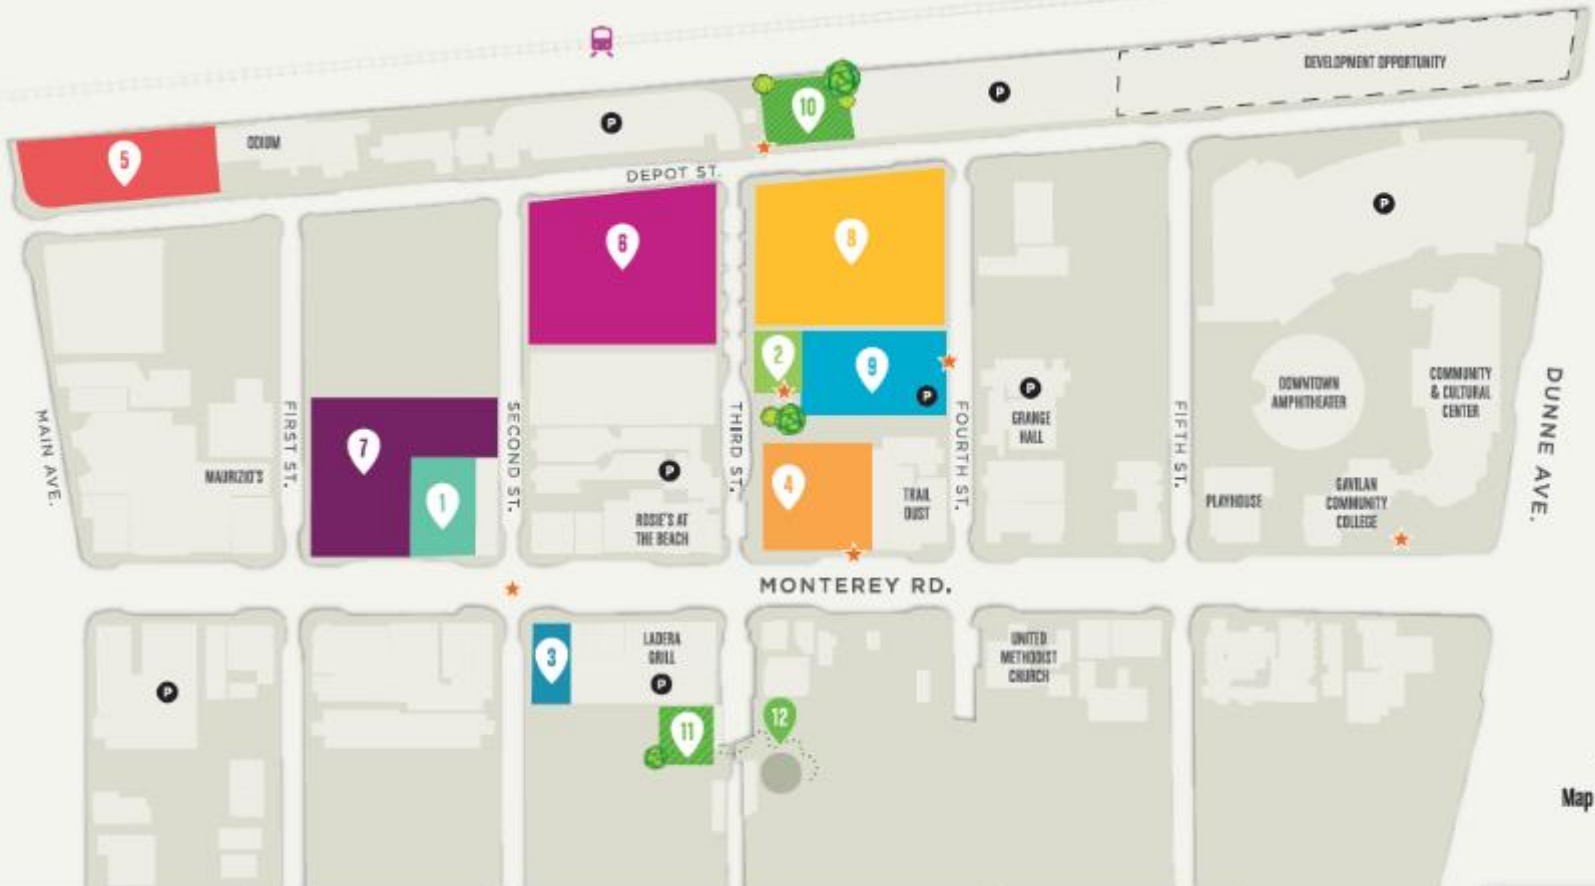 DEVELOPMENT OPPORTUNITY
P
10
P
ODIUM
5
DEPOT ST.
P
6
8
2
9
P
P
GRANGE
HALL
DOWNTOWN
AMPHITHEATER
COMMUNITY
& CULTURAL
CENTER
DUNNE AVE.
MAIN AVE.
FIRST ST.
SECOND ST.
THIRD ST.
FOURTH ST.
FIFTH ST.
7
MAURIZIO'S
1
P
ROSIE'S AT
THE BEACH
4
TRAIL
DUST
PLAYHOUSE
GAVILAN
COMMUNITY
COLLEGE
MONTEREY RD.
3
LADERA
GRILL
P
UNITED
METHODIST
CHURCH
P
11
12
Map